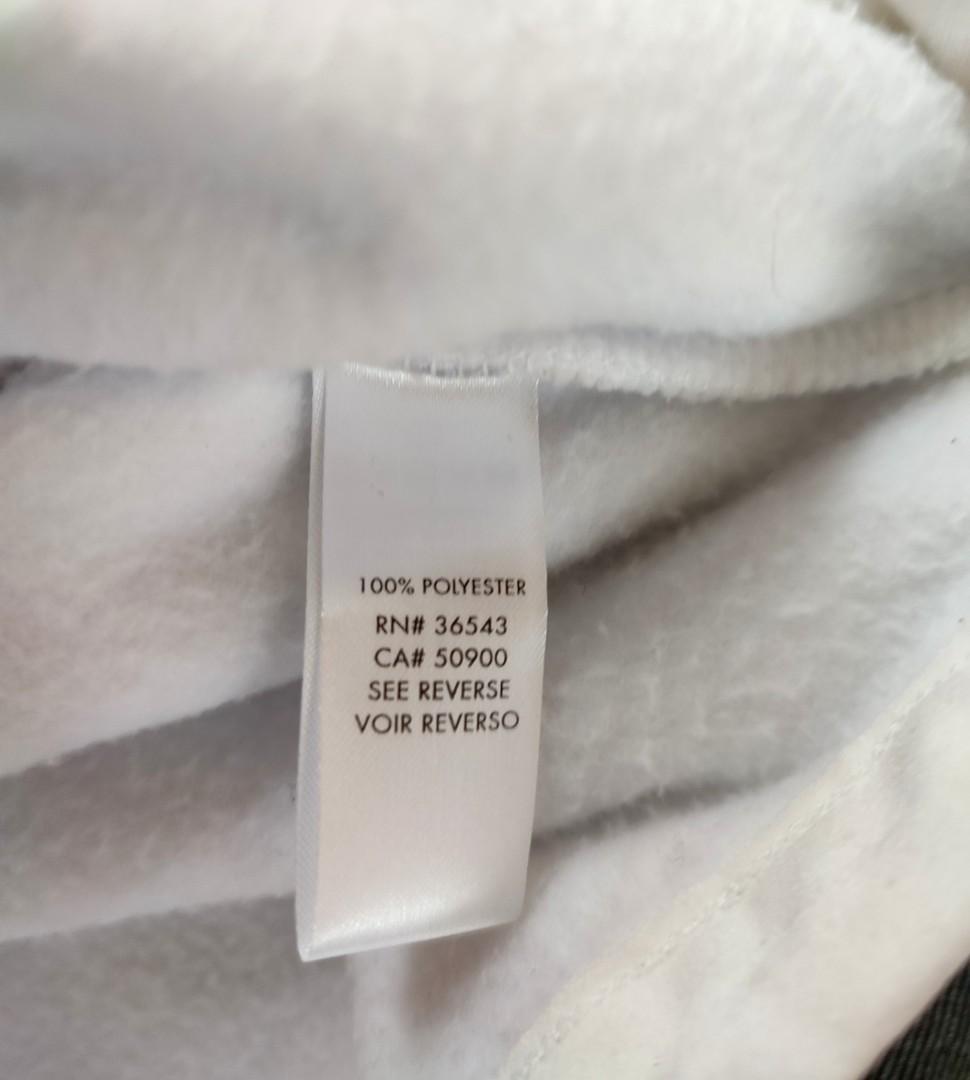 100% POLYESTER
RN# 36543
CA# 50900
SEE REVERSE
VOIR REVERSO